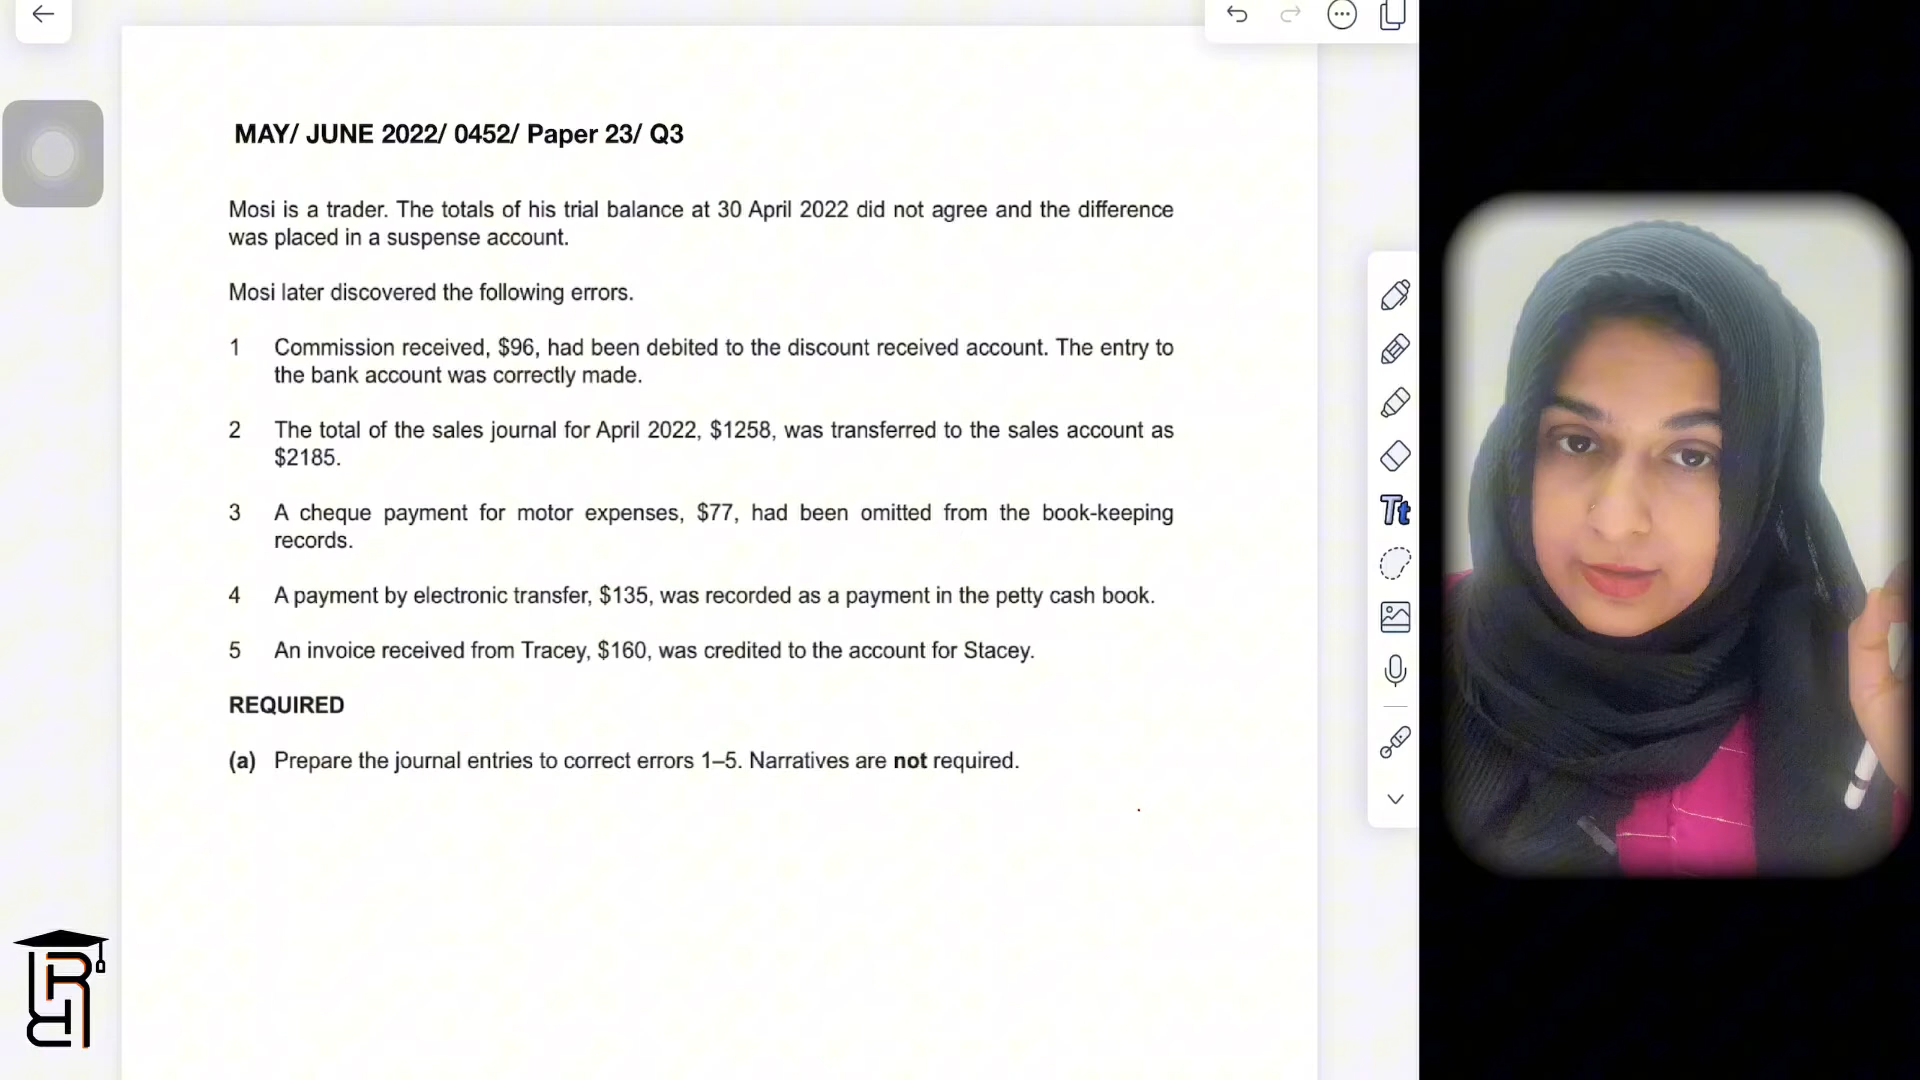 MAY/ JUNE 2022/ 0452/ Paper 23/ Q3
Mosi is a trader. The totals of his trial balance at 30 April 2022 did not agree and the difference
was placed in a suspense account.
Mosi later discovered the following errors.
1 Commission received, $96, had been debited to the discount received account. The entry to
the bank account was correctly made.
2 The total of the sales journal for April 2022, $1258, was transferred to the sales account as
$2185.
3 A cheque payment for motor expenses, $77, had been omitted from the book-keeping
records.
4 A payment by electronic transfer, $135, was recorded as a payment in the petty cash book.
5 An invoice received from Tracey, $160, was credited to the account for Stacey.
REQUIRED
(a) Prepare the journal entries to correct errors 1–5. Narratives are not required.
Tt